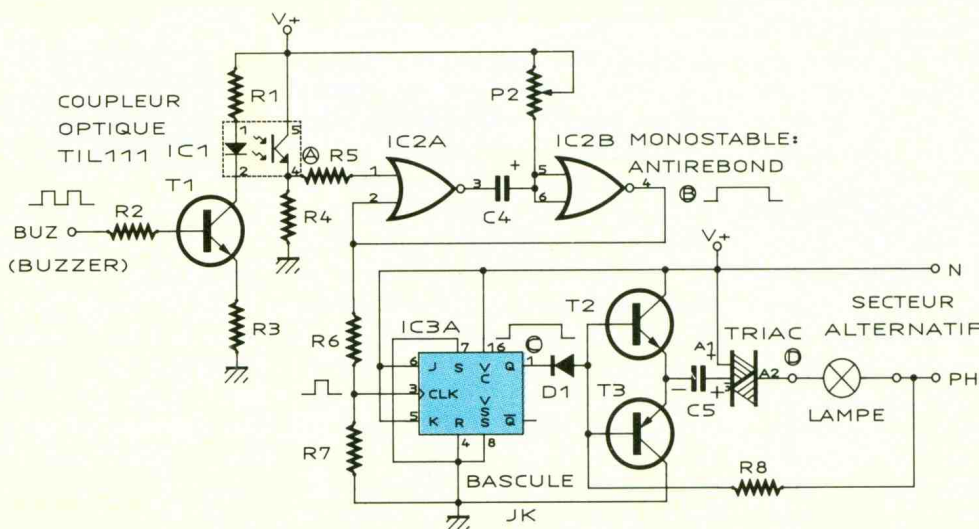 V+
R1
COUPLEUR
OPTIQUE
TIL111
1
5
IC1
2
4
A
R5
T1
R4
R2
BUZ
(BUZZER)
R3
P2
IC2A
1
2
3
C4
+
IC2B
5
6
4
MONOSTABLE:
ANTIREBOND
B
V+
N
SECTEUR
ALTERNATIF
PH
R6
R7
IC3A
7
16
C
1
6
J S V Q
C
3
CLK
V
S
5
K R S Q
4
8
BASCULE
JK
D1
T2
T3
A1
+
TRIAC
D
A2
−
C5
+
LAMPE
R8